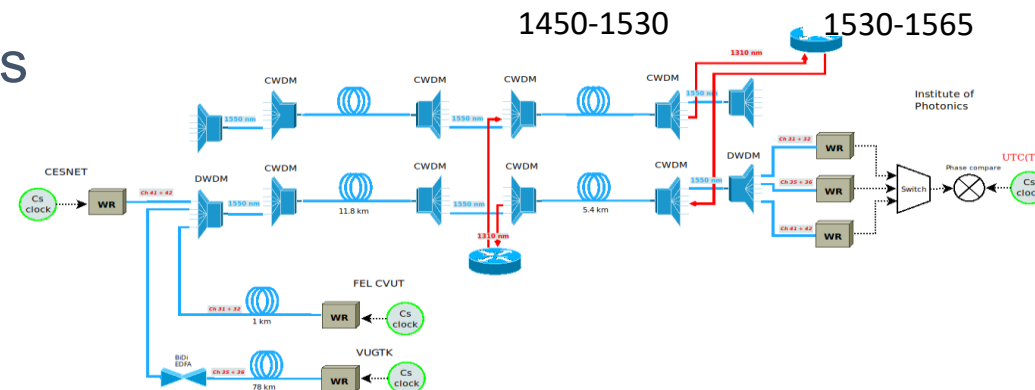 1450-1530
1530-1565
s
1310 nm
CWDM
CWDM
CWDM
CWDM
1550 nm
1550 nm
1550 nm
Institute of
Photonics
CESNET
Cs
clock
WR
Ch 41 + 42
DWDM
1550 nm
CWDM
11.8 km
CWDM
1550 nm
CWDM
5.4 km
CWDM
1550 nm
DWDM
Ch 31 + 32
WR
Ch 35 + 36
WR
Ch 41 + 42
WR
Switch
Phase compare
UTC(T
Cs
clock
1310 nm
FEL CVUT
Ch 31 + 32
1 km
WR
Cs
clock
VUGTK
BiDi
EDFA
Ch 35 + 36
78 km
WR
Cs
clock